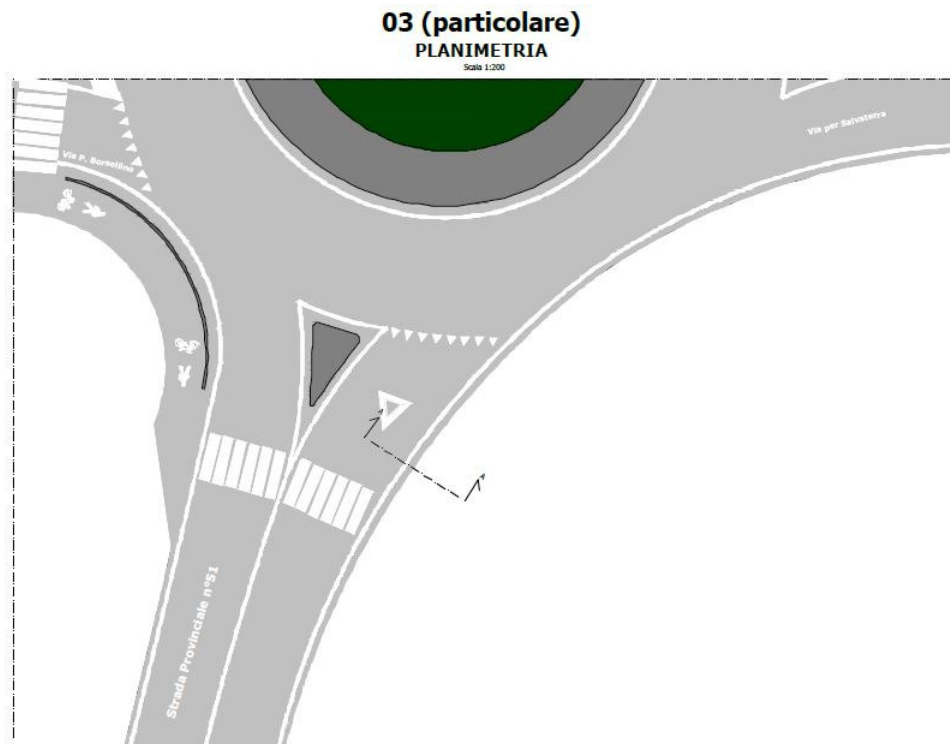 03 (particolare)
PLANIMETRIA
Scala 1:200
Via per Salvaterra
Via P. Borsellino
Strada Provinciale n°51